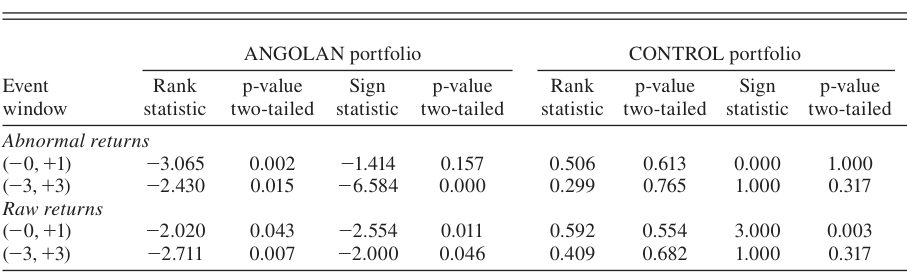 ANGOLAN portfolio CONTROL portfolio
Event Rank p-value Sign p-value Rank p-value Sign p-value
window statistic two-tailed statistic two-tailed statistic two-tailed statistic two-tailed
Abnormal returns
(−0, +1) −3.065 0.002 −1.414 0.157 0.506 0.613 0.000 1.000
(−3, +3) −2.430 0.015 −6.584 0.000 0.299 0.765 1.000 0.317
Raw returns
(−0, +1) −2.020 0.043 −2.554 0.011 0.592 0.554 3.000 0.003
(−3, +3) −2.711 0.007 −2.000 0.046 0.409 0.682 1.000 0.317